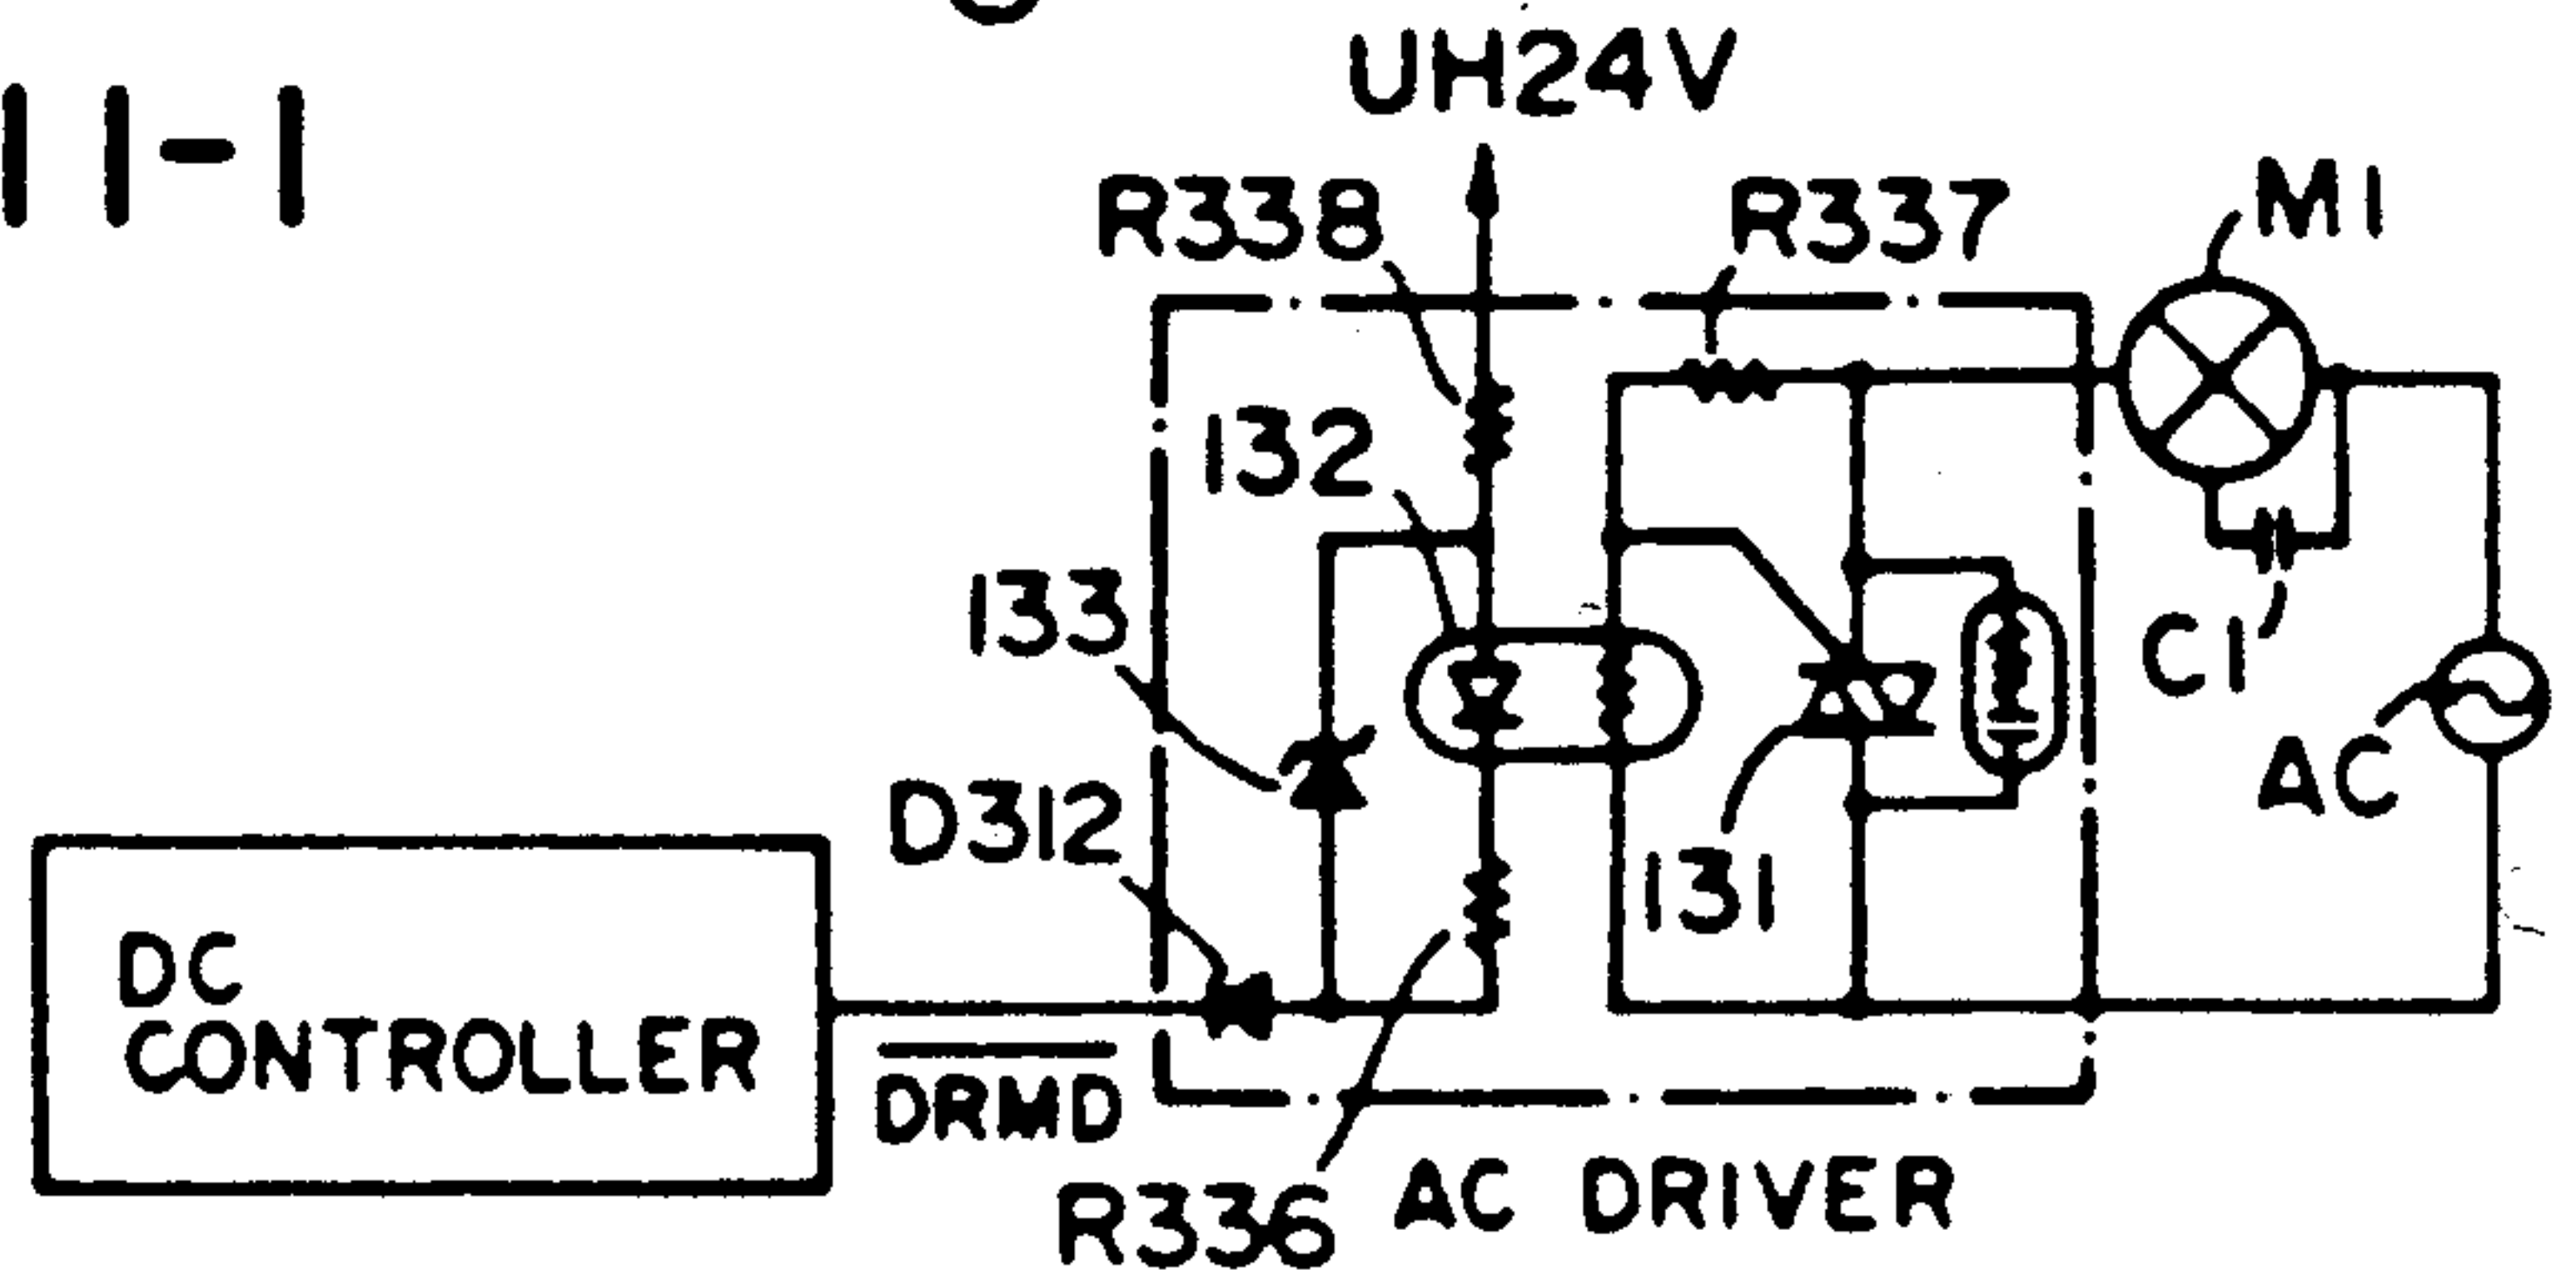 11-1
UH24V
R338
R337
M1
132
133
C1
D312
AC
131
DC
CONTROLLER
DRMD
R336
AC DRIVER